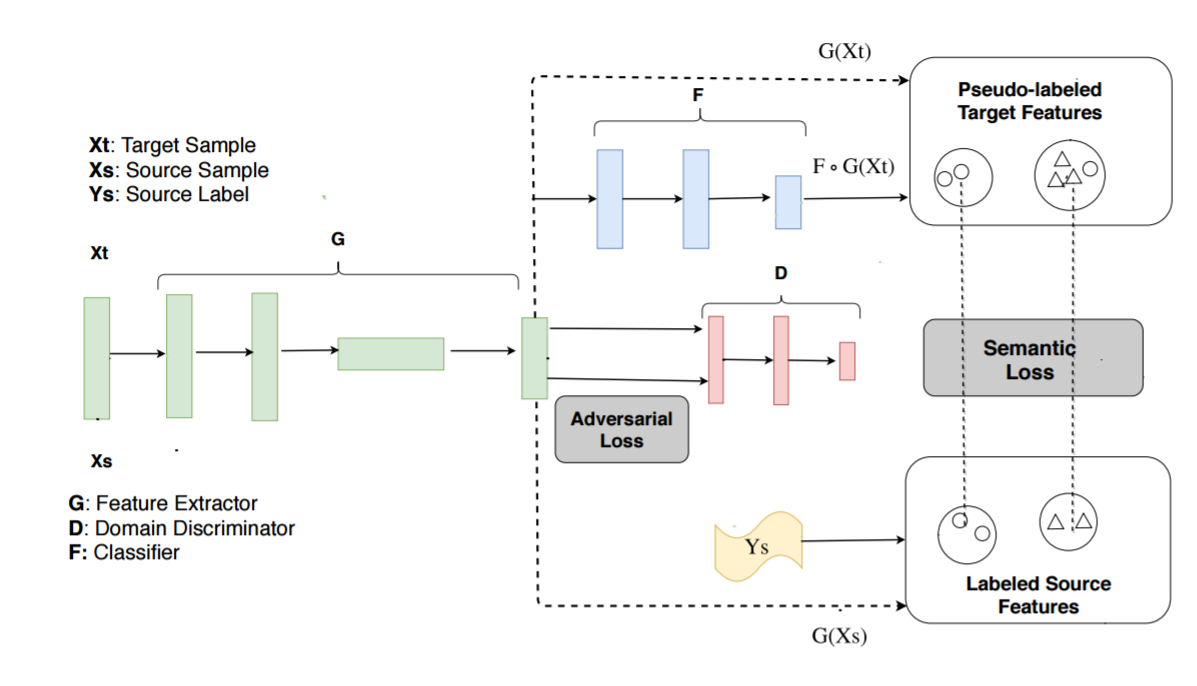 G(Xt)
F
Pseudo-labeled
Target Features
Xt: Target Sample
Xs: Source Sample
Ys: Source Label
F ∘ G(Xt)
G
Xt
D
Semantic
Loss
Adversarial
Loss
Xs
G: Feature Extractor
D: Domain Discriminator
F: Classifier
Ys
Labeled Source
Features
G(Xs)